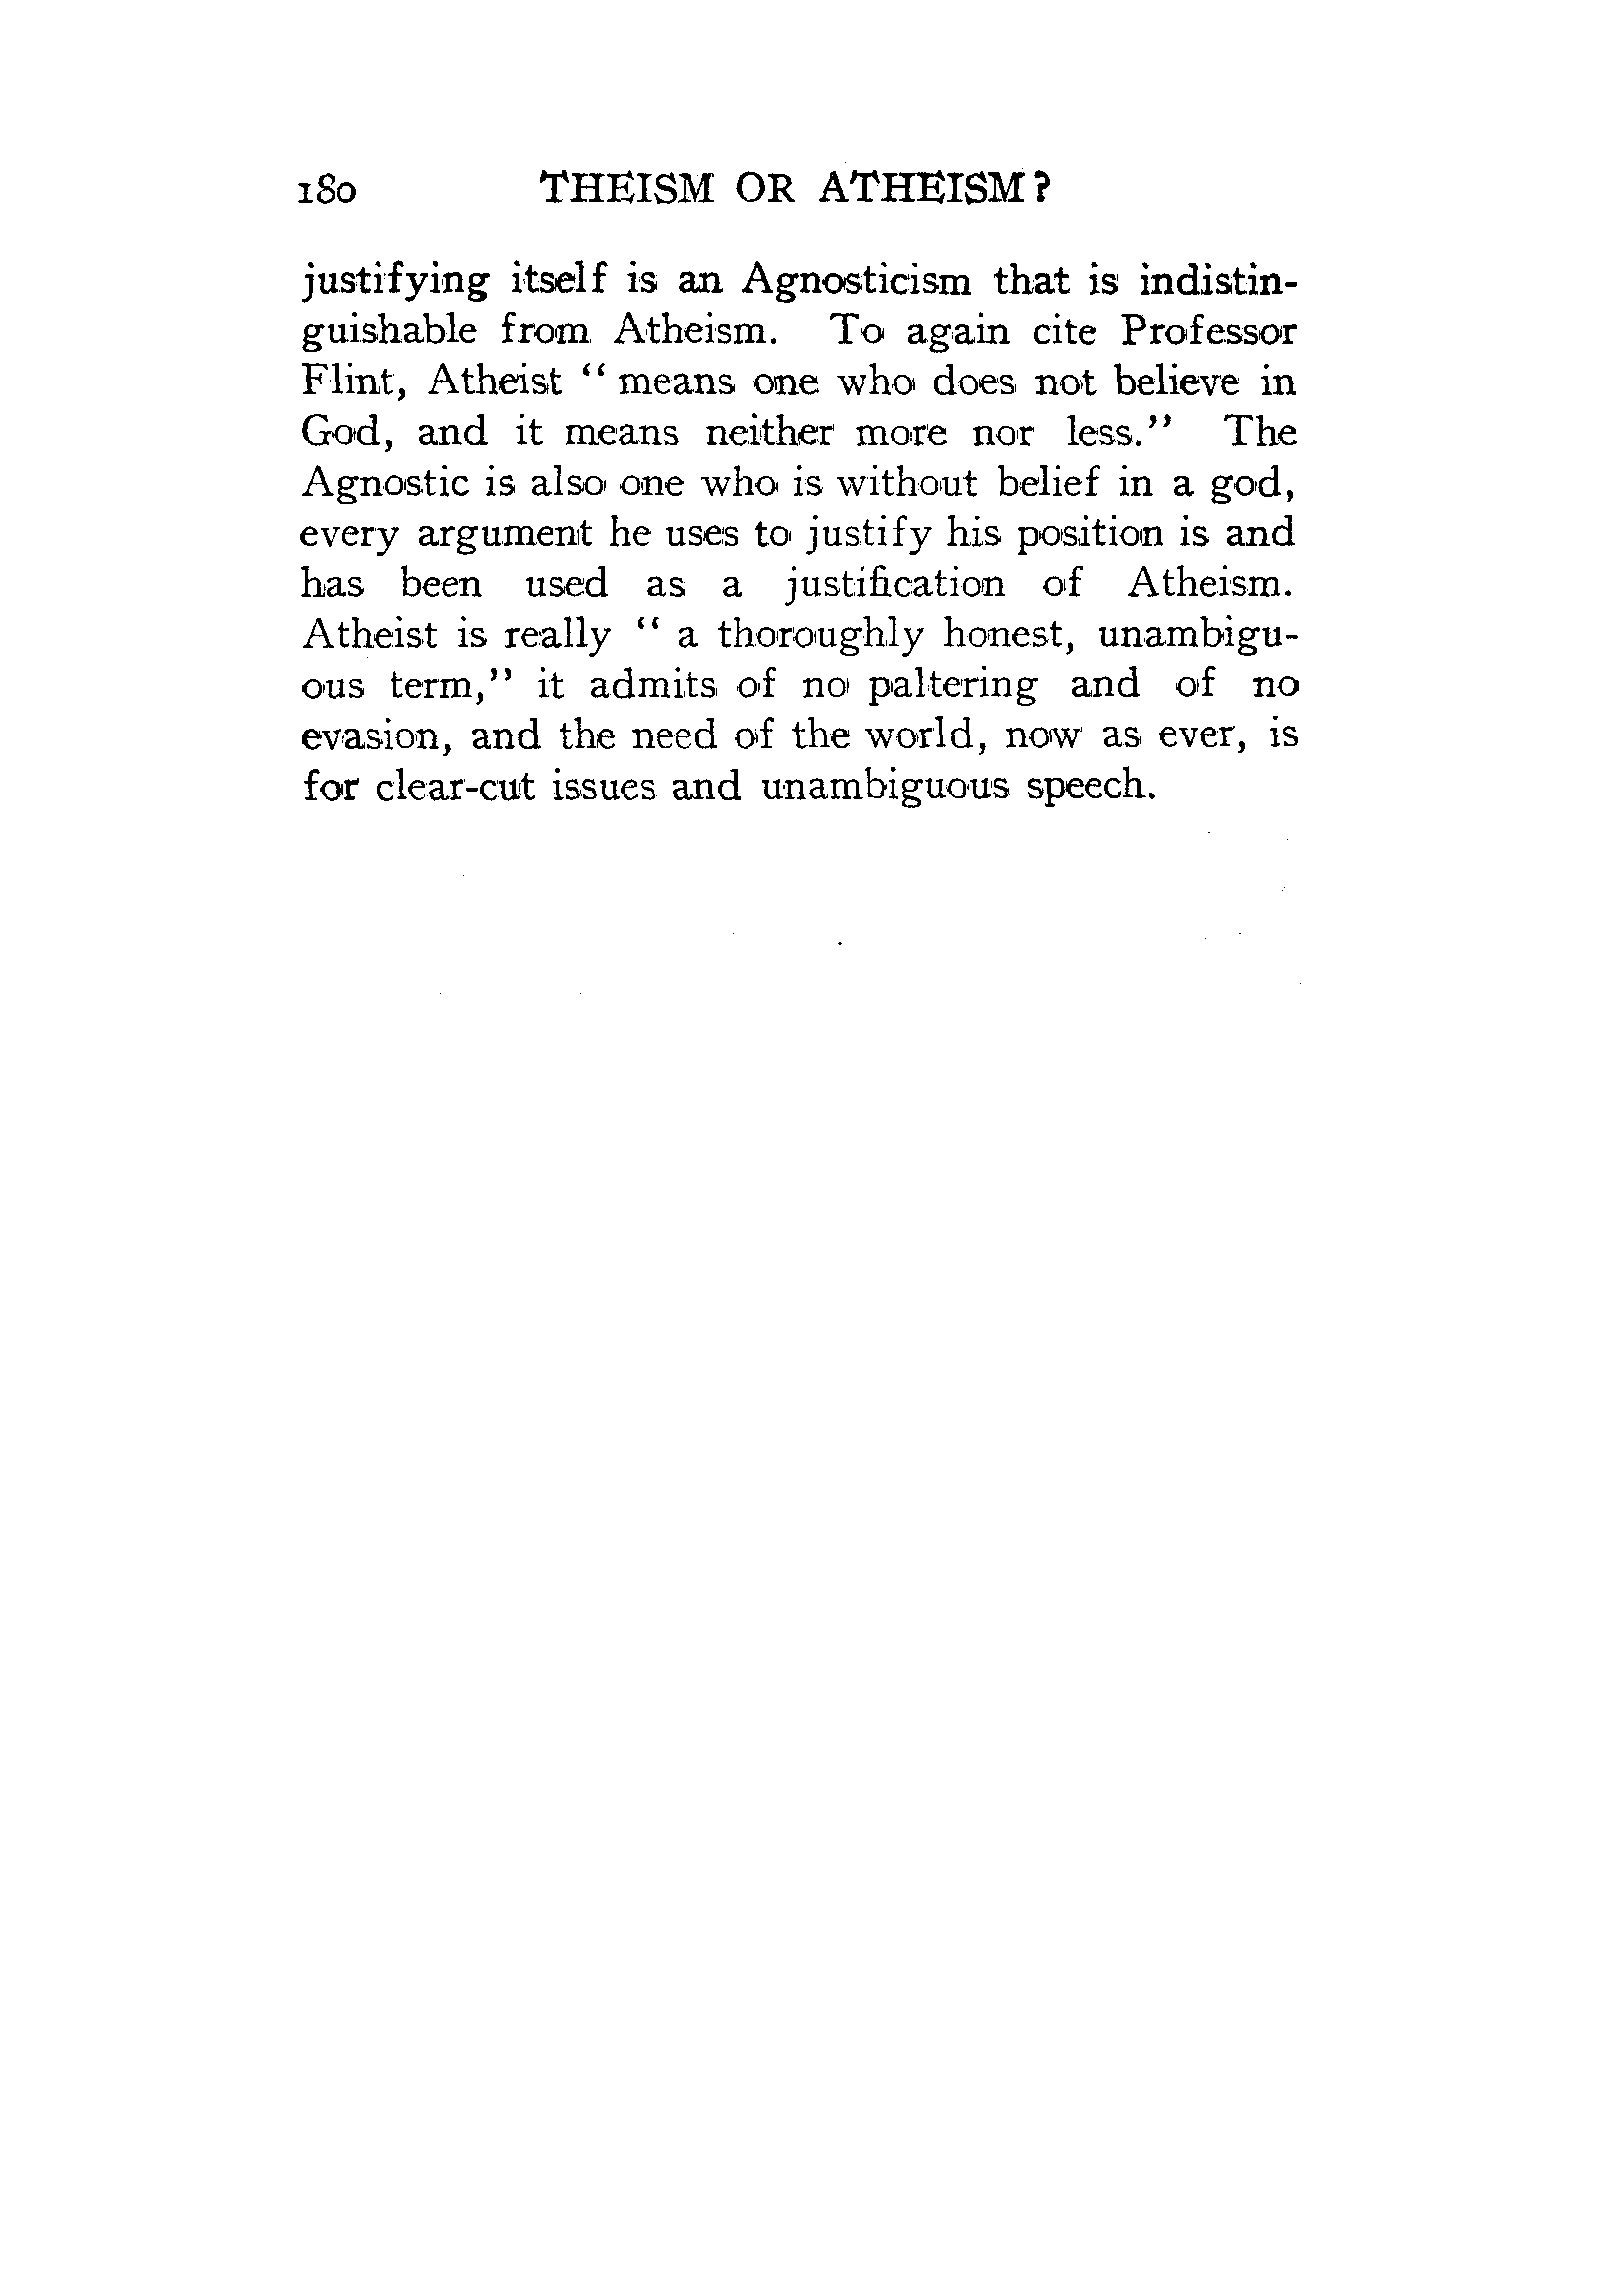 180 THEISM OR ATHEISM?
justifying itself is an Agnosticism that is indistin-
guishable from Atheism. To again cite Professor
Flint, Atheist “ means one who does not believe in
God, and it means neither more nor less.” The
Agnostic is also one who is without belief in a god,
every argument he uses to justify his position is and
has been used as a justification of Atheism.
Atheist is really “ a thoroughly honest, unambigu-
ous term,” it admits of no paltering and of no
evasion, and the need of the world, now as ever, is
for clear-cut issues and unambiguous speech.